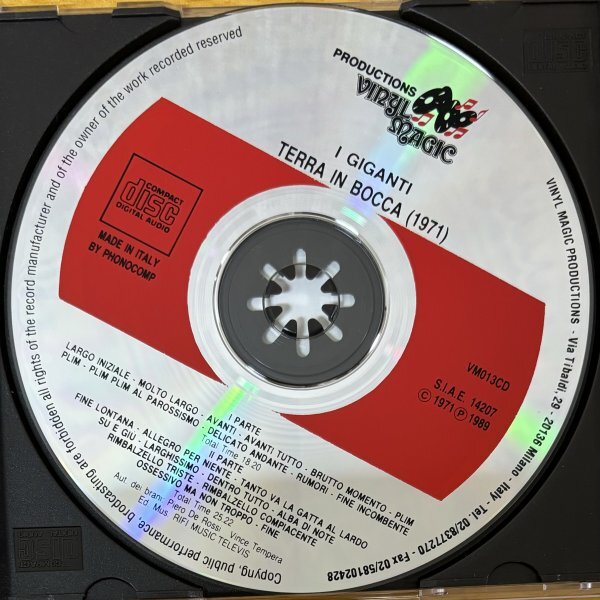 PRODUCTIONS
VINYL
MAGIC
I GIGANTI
TERRA IN BOCCA (1971)
COMPACT
disc
DIGITAL AUDIO
MADE IN ITALY
BY PHONOCOMP
VM013CD
S.I.A.E. 14207
© 1971 ℗ 1989
I PARTE
LARGO INIZIALE - MOLTO LARGO - AVANTI - AVANTI TUTTO - BRUTTO MOMENTO - PLIM
PLIM - PLIM PLIM AL PAROSSISMO - DELICATO ANDANTE - RUMORI - FINE INCOMBENTE
Total Time 18.20
II PARTE
FINE LONTANA - ALLEGRO PER NIENTE - TANTO VA LA GATTA AL LARDO
SU E GIU' - LARGHISSIMO - DENTRO TUTTO - ALBA DI NOTE
RIMBALZELLO TRISTE - RIMBALZELLO COMPIACENTE
OSSESSIVO MA NON TROPPO - FINE
Total Time 25.22
Aut. dei brani: Piero De Rossi Vince Tempera
Ed. Mus. RIFI MUSIC TELEVIS
VINYL MAGIC PRODUCTIONS - Via Tibaldi, 29 - 20136 Milano - Italy - Tel. 02/8377270 - Fax 02/58102428
Copyng, public performance brodcasting are forbidden all rights of the record manufacturer and of the owner of the work recorded reserved